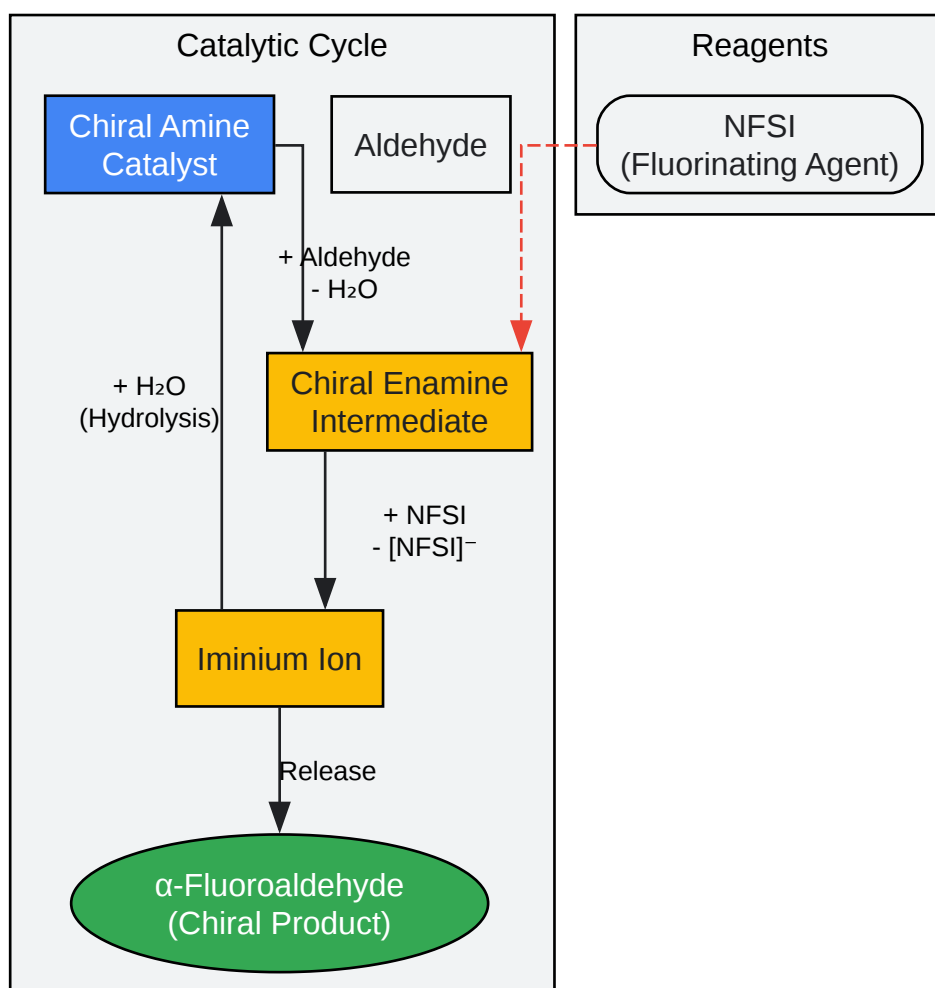 Catalytic Cycle
Reagents
Chiral Amine
Catalyst
Aldehyde
NFSI
(Fluorinating Agent)
+ Aldehyde
- H₂O
+ H₂O
(Hydrolysis)
Chiral Enamine
Intermediate
+ NFSI
- [NFSI]⁻
Iminium Ion
Release
α-Fluoroaldehyde
(Chiral Product)